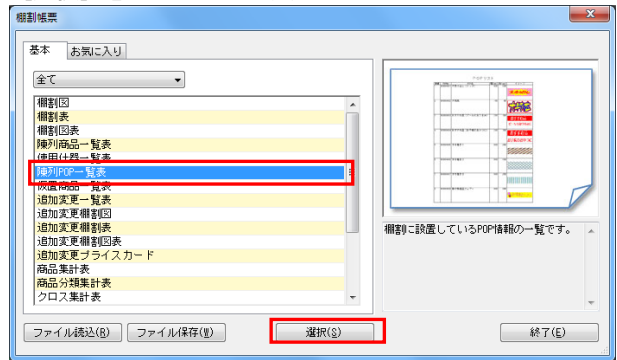 棚割帳票
基本 お気に入り
全て
棚割図
棚割表
棚割図表
陳列商品一覧表
使用什器一覧表
陳列POP一覧表
仮置商品一覧表
追加変更一覧表
追加変更棚割図
追加変更棚割表
追加変更棚割図表
追加変更プライスカード
商品集計表
商品分類集計表
クロス集計表
棚割に設置しているPOP情報の一覧です。
ファイル読込(R) ファイル保存(W) 選択(S) 終了(E)